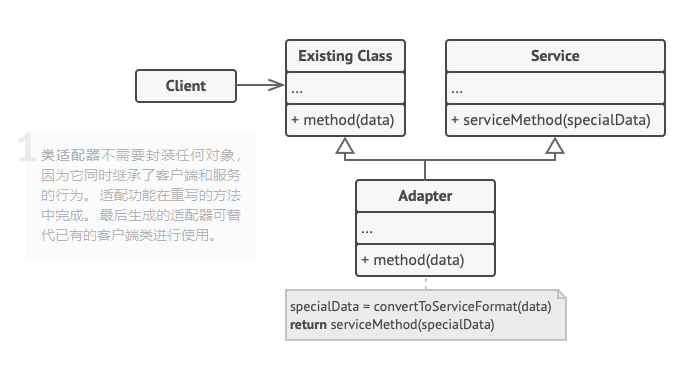 Existing Class
...
+ method(data)
Service
...
+ serviceMethod(specialData)
Client
1
类适配器不需要封装任何对象，
因为它同时继承了客户端和服务
的行为。 适配功能在重写的方法
中完成。 最后生成的适配器可替
代已有的客户端类进行使用。
Adapter
...
+ method(data)
specialData = convertToServiceFormat(data)
return serviceMethod(specialData)